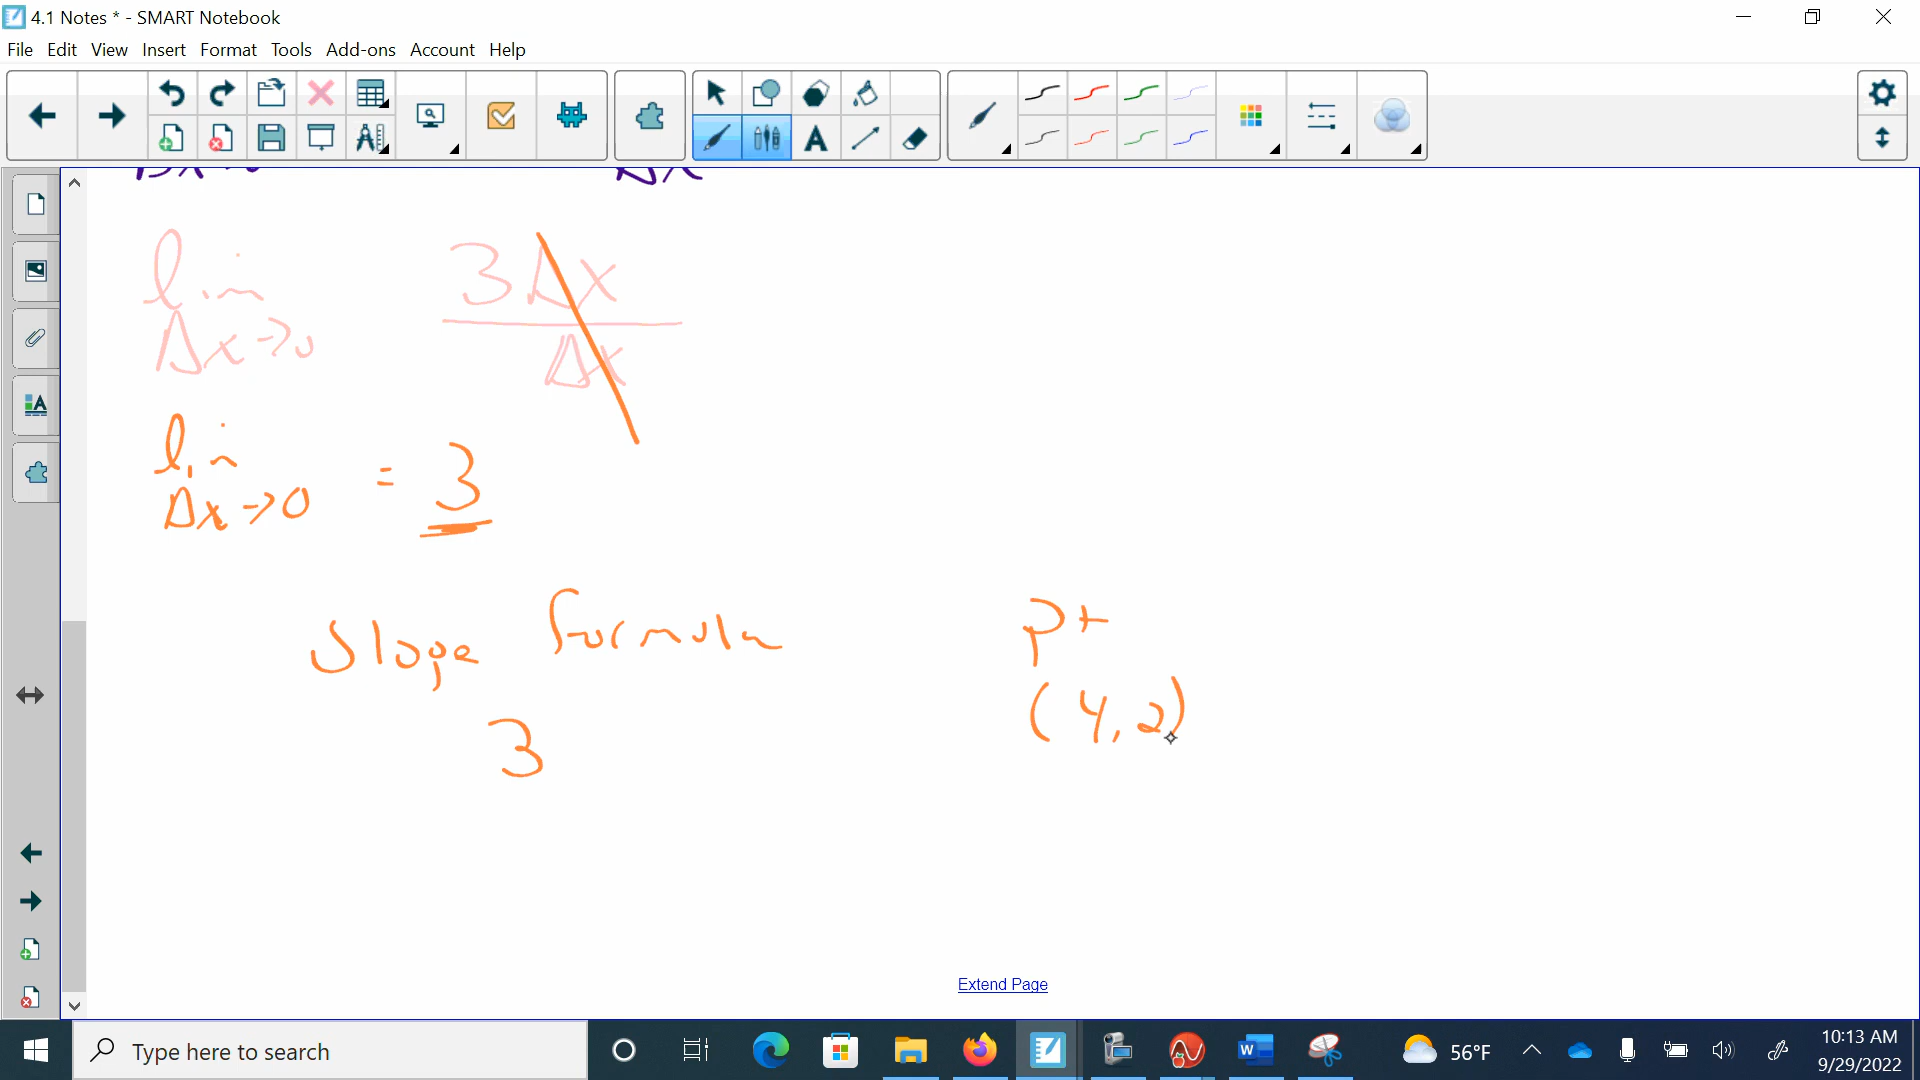 4.1 Notes * - SMART Notebook
File Edit View Insert Format Tools Add-ons Account Help
Δx
lim 3Δx
Δx→0 Δx
lim = 3
Δx→0
Slope formula pt
3 (4,2)
Extend Page
Type here to search
56°F
10:13 AM
9/29/2022